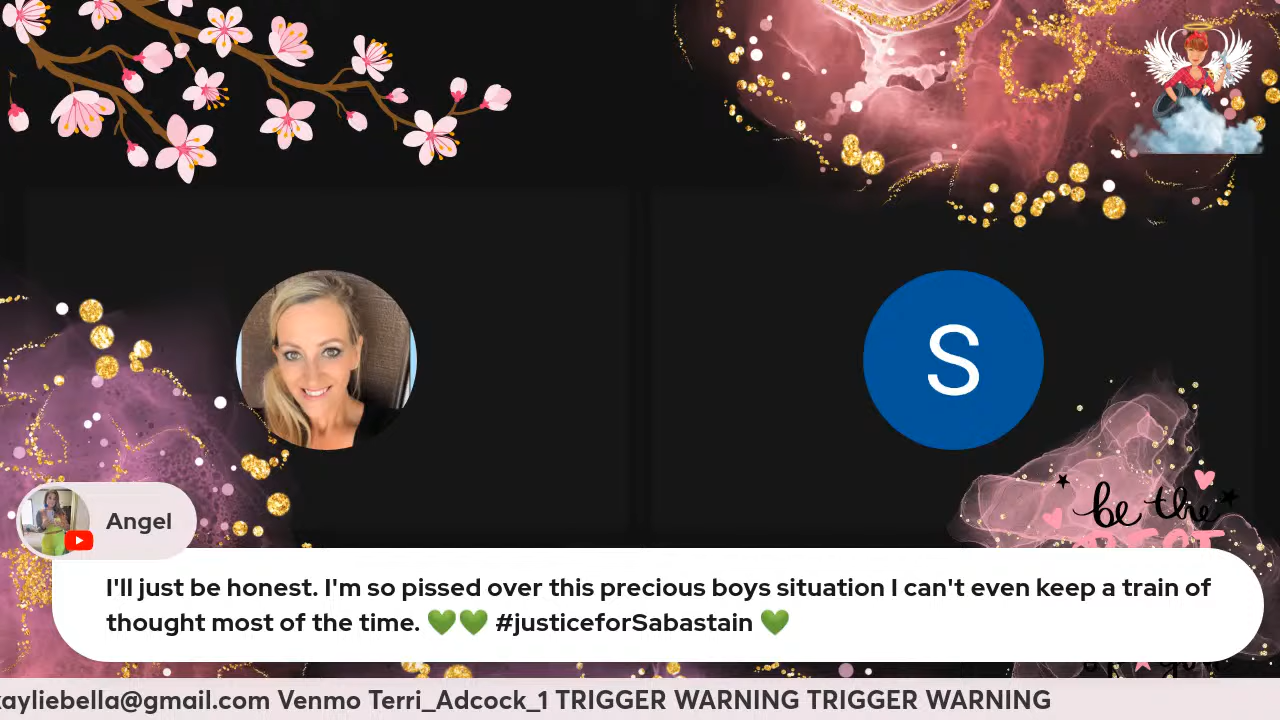 S
be the
Angel
I'll just be honest. I'm so pissed over this precious boys situation I can't even keep a train of
thought most of the time. 💚💚 #justiceforSabastain 💚
kayliebella@gmail.com Venmo Terri_Adcock_1 TRIGGER WARNING TRIGGER WARNING